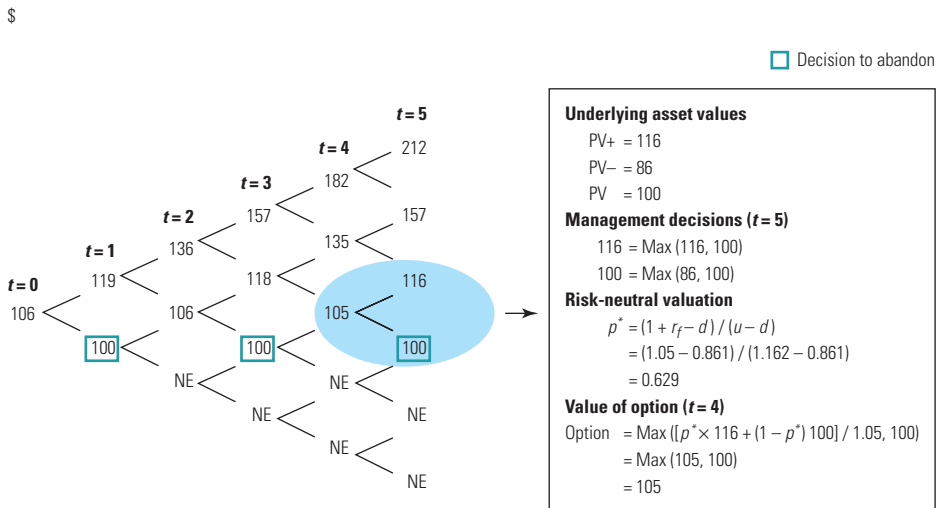 $
Decision to abandon
t = 0
t = 1
t = 2
t = 3
t = 4
t = 5
106
119
100
136
106
NE
157
118
100
NE
182
135
105
NE
NE
212
157
116
100
NE
NE
Underlying asset values
PV+ = 116
PV– = 86
PV = 100
Management decisions (t = 5)
116 = Max (116, 100)
100 = Max (86, 100)
Risk-neutral valuation
p* = (1 + rf – d) / (u – d)
= (1.05 – 0.861) / (1.162 – 0.861)
= 0.629
Value of option (t = 4)
Option = Max ([p* × 116 + (1 – p*) 100] / 1.05, 100)
= Max (105, 100)
= 105